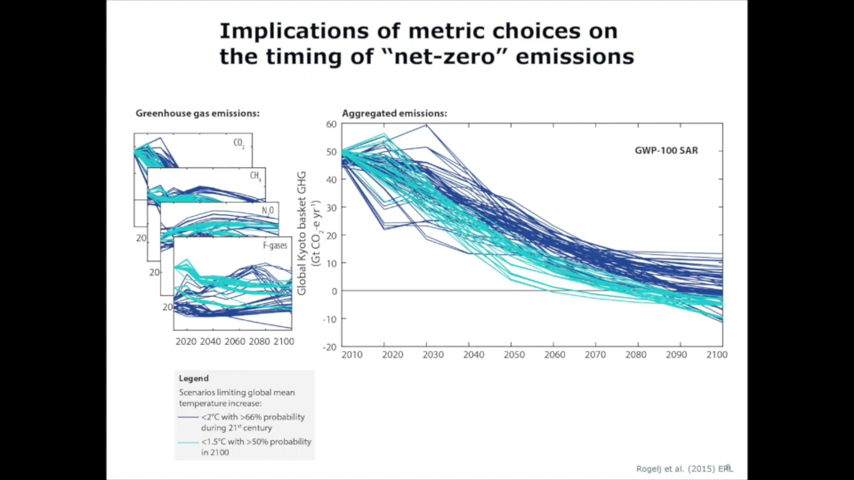 Implications of metric choices on
the timing of “net-zero” emissions
Greenhouse gas emissions:
CO2
CH4
N2O
F-gases
20
20
20
2020 2040 2060 2080 2100
Aggregated emissions:
GWP-100 SAR
Global Kyoto basket GHG
(Gt CO2-e yr-1)
60
50
40
30
20
10
0
-10
-20
2010 2020 2030 2040 2050 2060 2070 2080 2090 2100
Legend
Scenarios limiting global mean
temperature increase:
<2°C with >66% probability
during 21st century
<1.5°C with >50% probability
in 2100
Rogelj et al. (2015) ERL